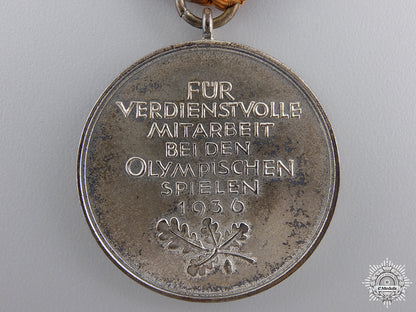 FÜR
VERDIENSTVOLLE
MITARBEIT
BEI DEN
OLYMPISCHEN
SPIELEN
1936